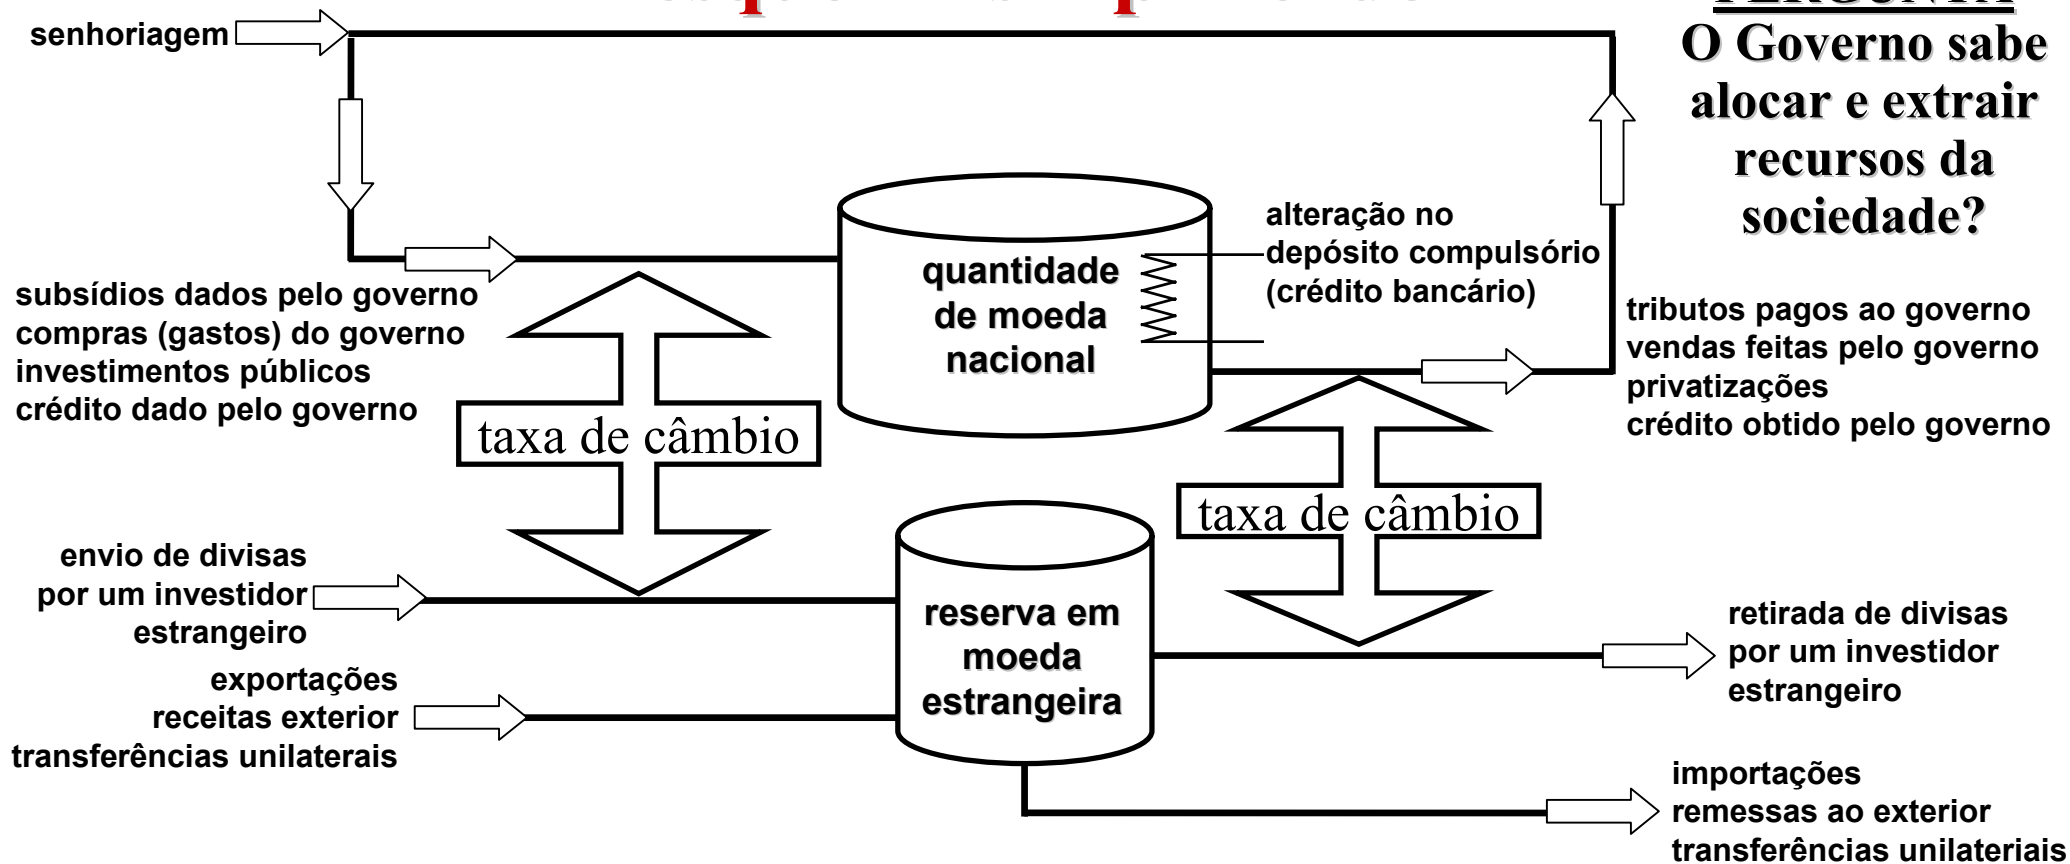 PERGUNTA
O Governo sabe
alocar e extrair
recursos da
sociedade?
senhoriagem
subsídios dados pelo governo
compras (gastos) do governo
investimentos públicos
crédito dado pelo governo
quantidade
de moeda
nacional
alteração no
depósito compulsório
(crédito bancário)
tributos pagos ao governo
vendas feitas pelo governo
privatizações
crédito obtido pelo governo
taxa de câmbio
taxa de câmbio
envio de divisas
por um investidor
estrangeiro
exportações
receitas exterior
transferências unilaterais
reserva em
moeda
estrangeira
retirada de divisas
por um investidor
estrangeiro
importações
remessas ao exterior
transferências unilateriais